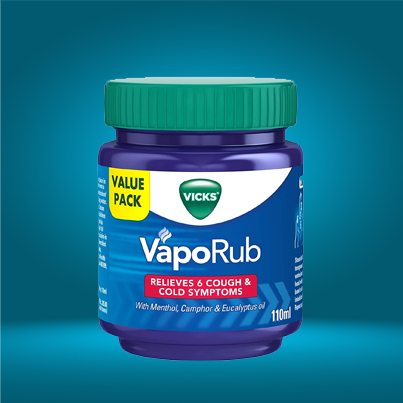 VALUE
PACK
VICKS
VapoRub
RELIEVES 6 COUGH &
COLD SYMPTOMS
With Menthol, Camphor & Eucalyptus oil
110ml